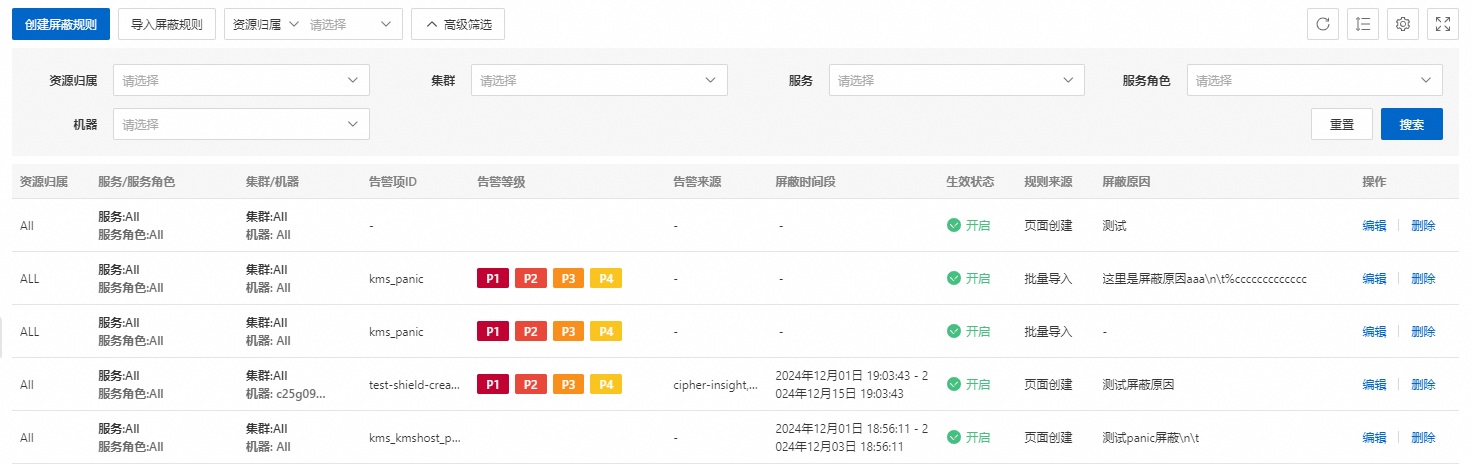 创建屏蔽规则 导入屏蔽规则 资源归属 请选择 高级筛选
资源归属 请选择 集群 请选择 服务 请选择 服务角色 请选择
机器 请选择 重置 搜索
资源归属 服务/服务角色 集群/机器 告警项ID 告警等级 告警来源 屏蔽时间段 生效状态 规则来源 屏蔽原因 操作
All 服务:All 集群:All - - - 开启 页面创建 测试 编辑 删除
服务角色:All 机器: All
ALL 服务:All 集群:All kms_panic P1 P2 P3 P4 - - 开启 批量导入 这里是屏蔽原因aaa\n\t%ccccccccccccc 编辑 删除
服务角色:All 机器: All
ALL 服务:All 集群:All kms_panic P1 P2 P3 P4 - - 开启 批量导入 - 编辑 删除
服务角色:All 机器: All
All 服务:All 集群:All test-shield-crea... P1 P2 P3 P4 cipher-insight,... 2024年12月01日 19:03:43 - 2 开启 页面创建 测试屏蔽原因 编辑 删除
服务角色:All 机器: c25g09... 024年12月15日 19:03:43
All 服务:All 集群:All kms_kmshost_p... - 2024年12月01日 18:56:11 - 2 开启 页面创建 测试panic屏蔽\n\t 编辑 删除
服务角色:All 机器: All 024年12月03日 18:56:11